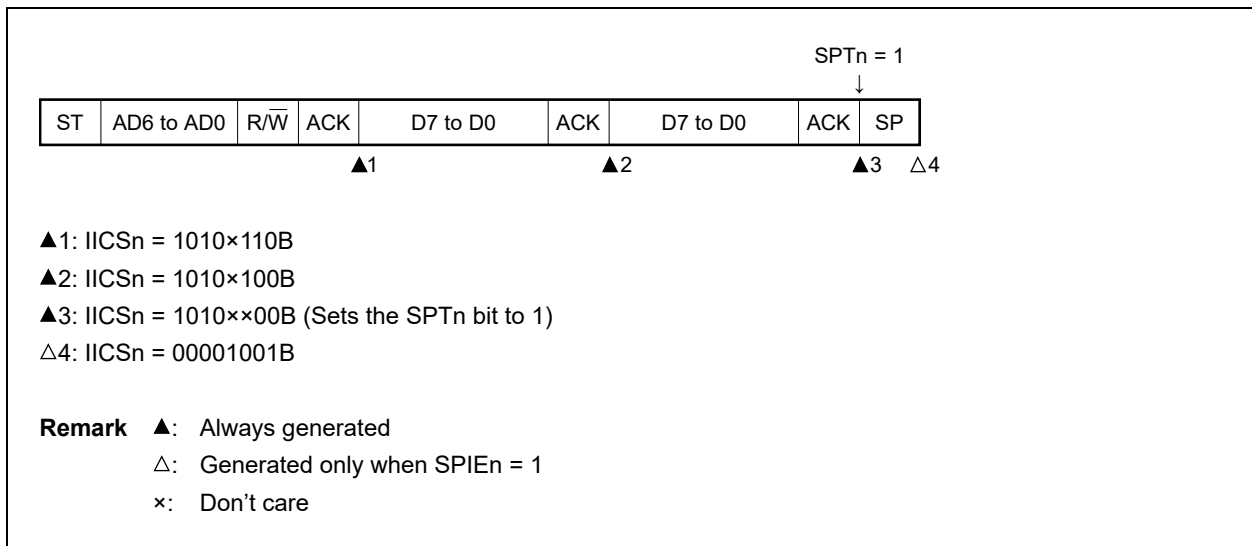 SPTn = 1
↓
ST AD6 to AD0 R/W̅ ACK D7 to D0 ACK D7 to D0 ACK SP
▲1 ▲2 ▲3 △4
▲1: IICSn = 1010×110B
▲2: IICSn = 1010×100B
▲3: IICSn = 1010××00B (Sets the SPTn bit to 1)
△4: IICSn = 00001001B
Remark ▲: Always generated
△: Generated only when SPIEn = 1
×: Don’t care